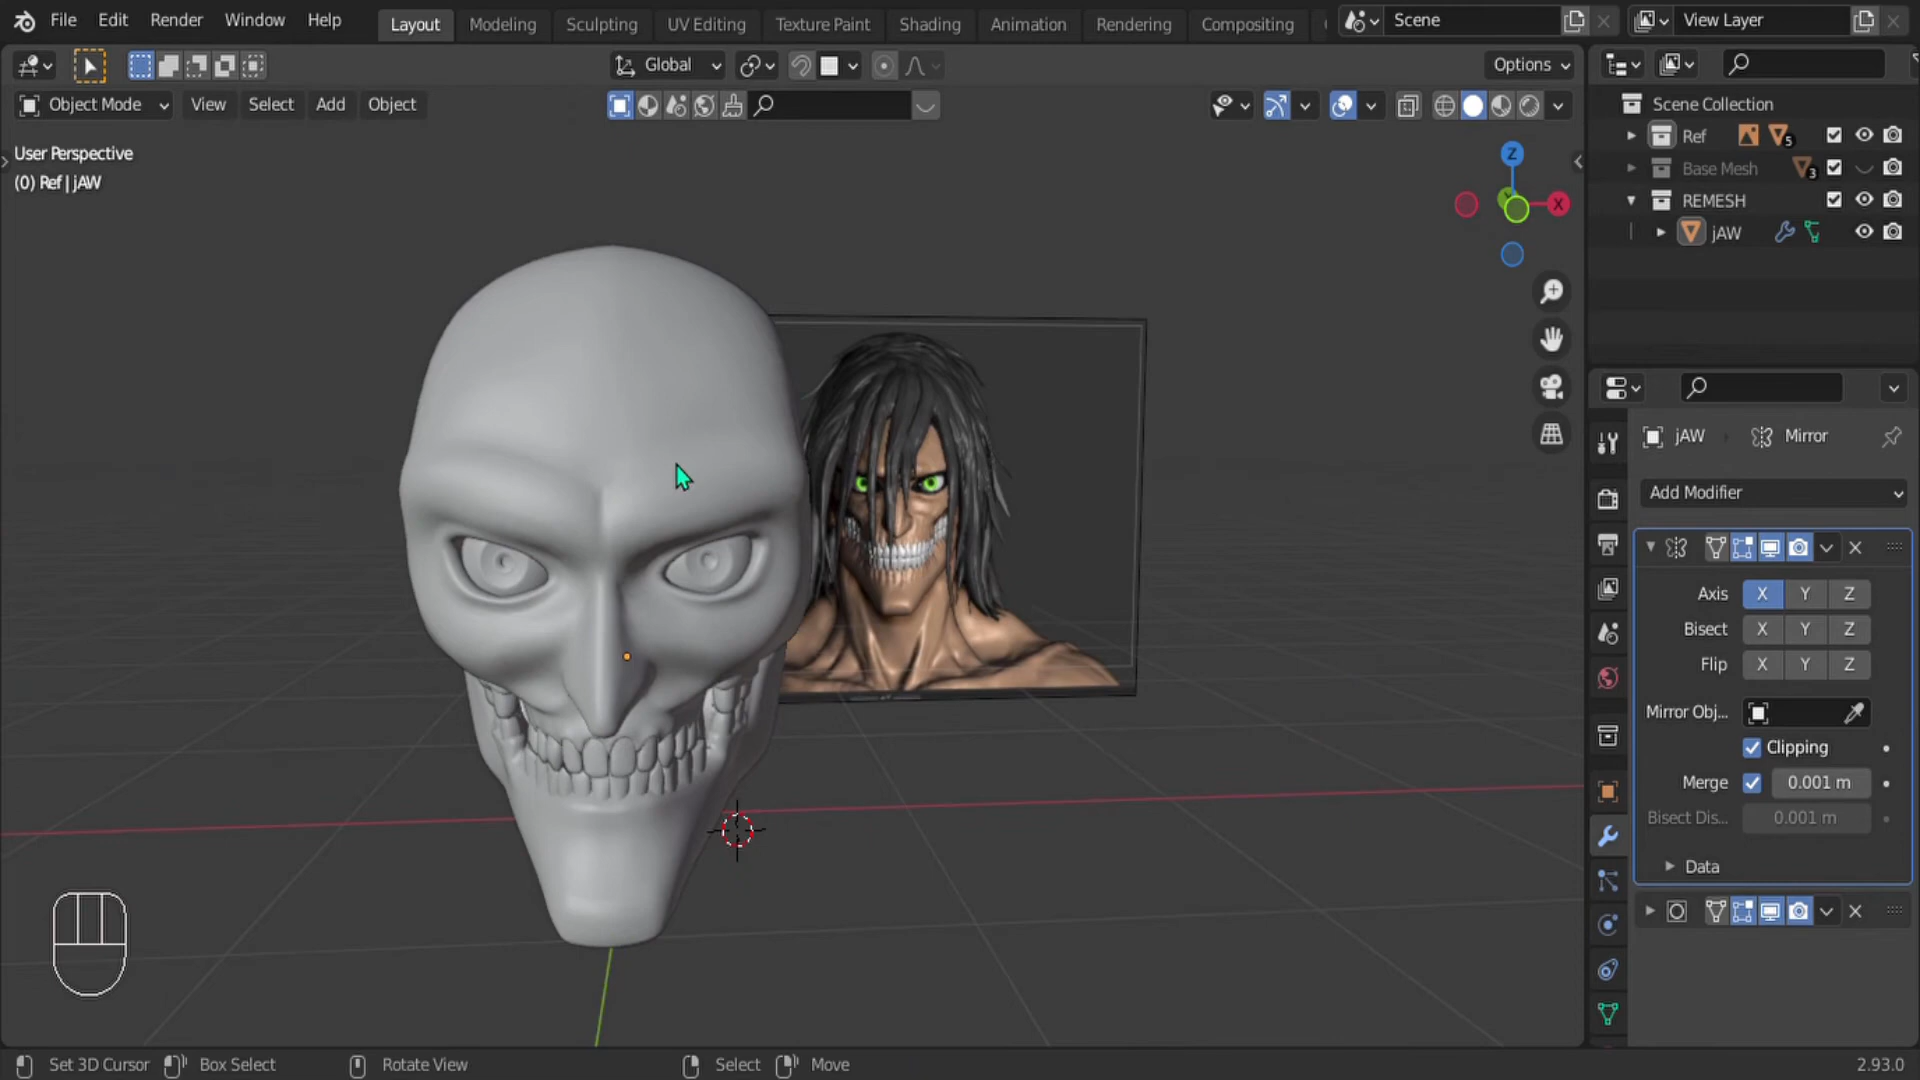 File Edit Render Window Help Layout Modeling Sculpting UV Editing Texture Paint Shading Animation Rendering Compositing Scene View Layer
Global Options
Object Mode View Select Add Object
User Perspective
(0) Ref | jAW
Z
X
Scene Collection
Ref 5
Base Mesh 3
REMESH
jAW
jAW Mirror
Add Modifier
Axis X Y Z
Bisect X Y Z
Flip X Y Z
Mirror Obj...
Clipping
Merge 0.001 m
Bisect Dis... 0.001 m
Data
Set 3D Cursor Box Select Rotate View Select Move 2.93.0